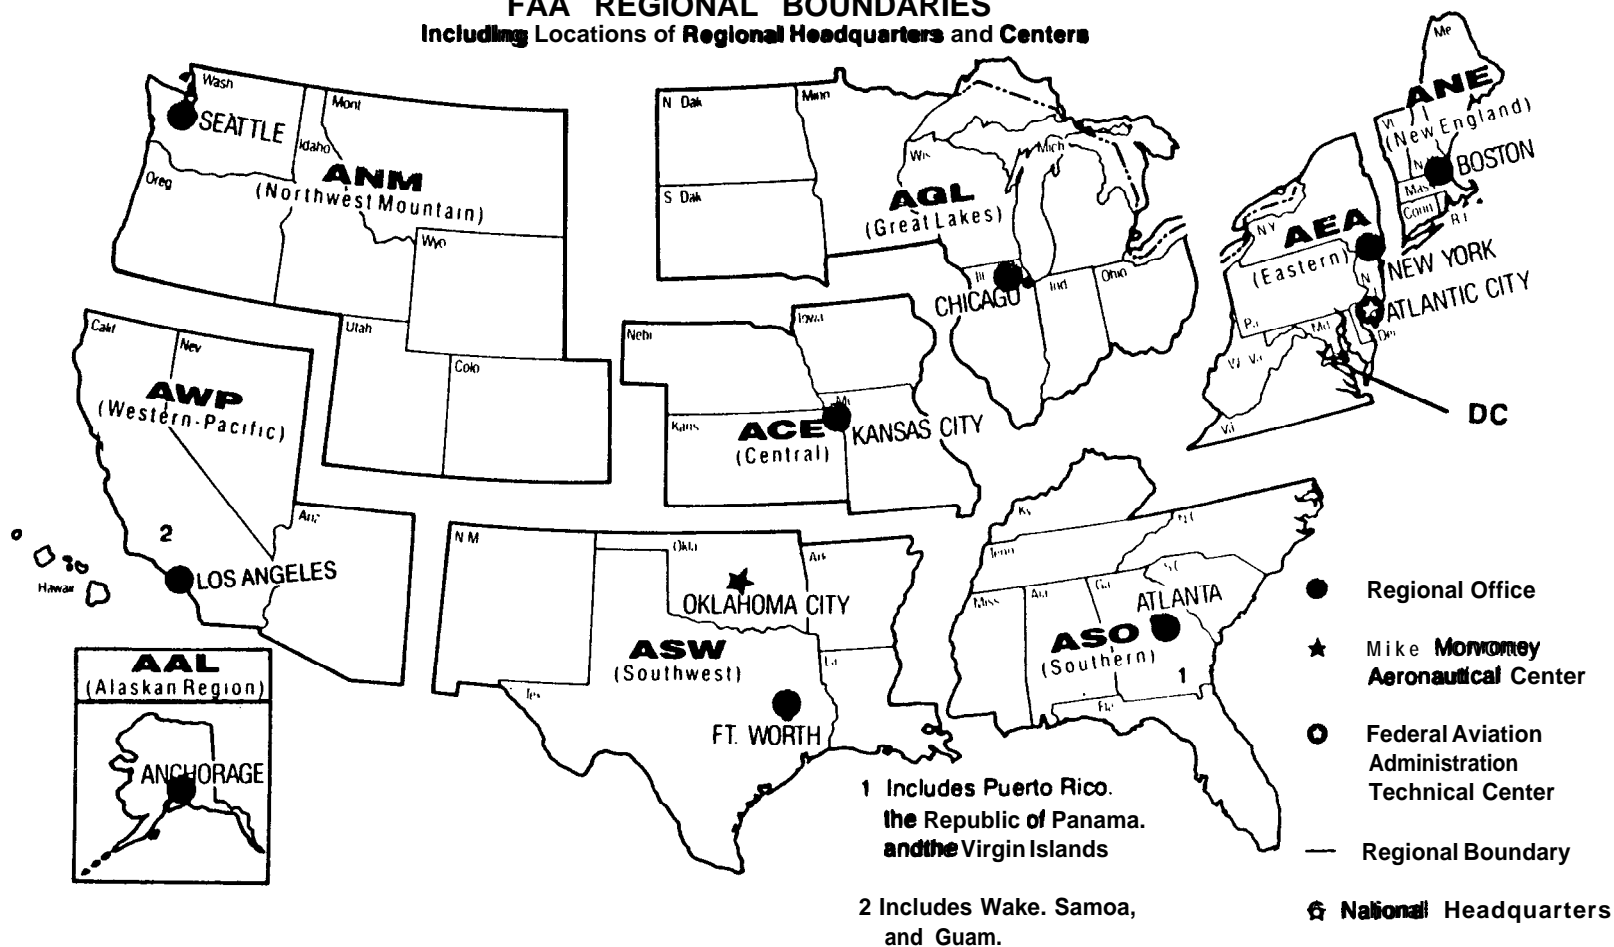 FAA REGIONAL BOUNDARIES
Including Locations of Regional Headquarters and Centers
Wash
SEATTLE
Mont
Idaho
ANM
(Northwest Mountain)
Oreg
Wyo
Utah
Colo
N Dak
Minn
S Dak
Wis
Mich
AGL
(Great Lakes)
Ill
CHICAGO
Ind
Ohio
Me
ANE
(New England)
Vt
N
BOSTON
Mas
Conn
R I
NY
AEA
(Eastern)
NEW YORK
N J
ATLANTIC CITY
Pa
Md
Del
W Va
Va
DC
Calif
Nev
AWP
(Western-Pacific)
2
Ariz
LOS ANGELES
Hawaii
Nebr
Iowa
Kans
ACE
(Central)
Mo
KANSAS CITY
N M
Okla
Ark
OKLAHOMA CITY
ASW
(Southwest)
La
Tex
FT. WORTH
Ky
Tenn
N C
S C
Miss
Ala
Ga
ATLANTA
ASO
(Southern)
1
Fla
AAL
(Alaskan Region)
ANCHORAGE
Regional Office
Mike Monroney
Aeronautical Center
Federal Aviation
Administration
Technical Center
Regional Boundary
National Headquarters
1 Includes Puerto Rico.
the Republic of Panama.
and the Virgin Islands
2 Includes Wake. Samoa,
and Guam.